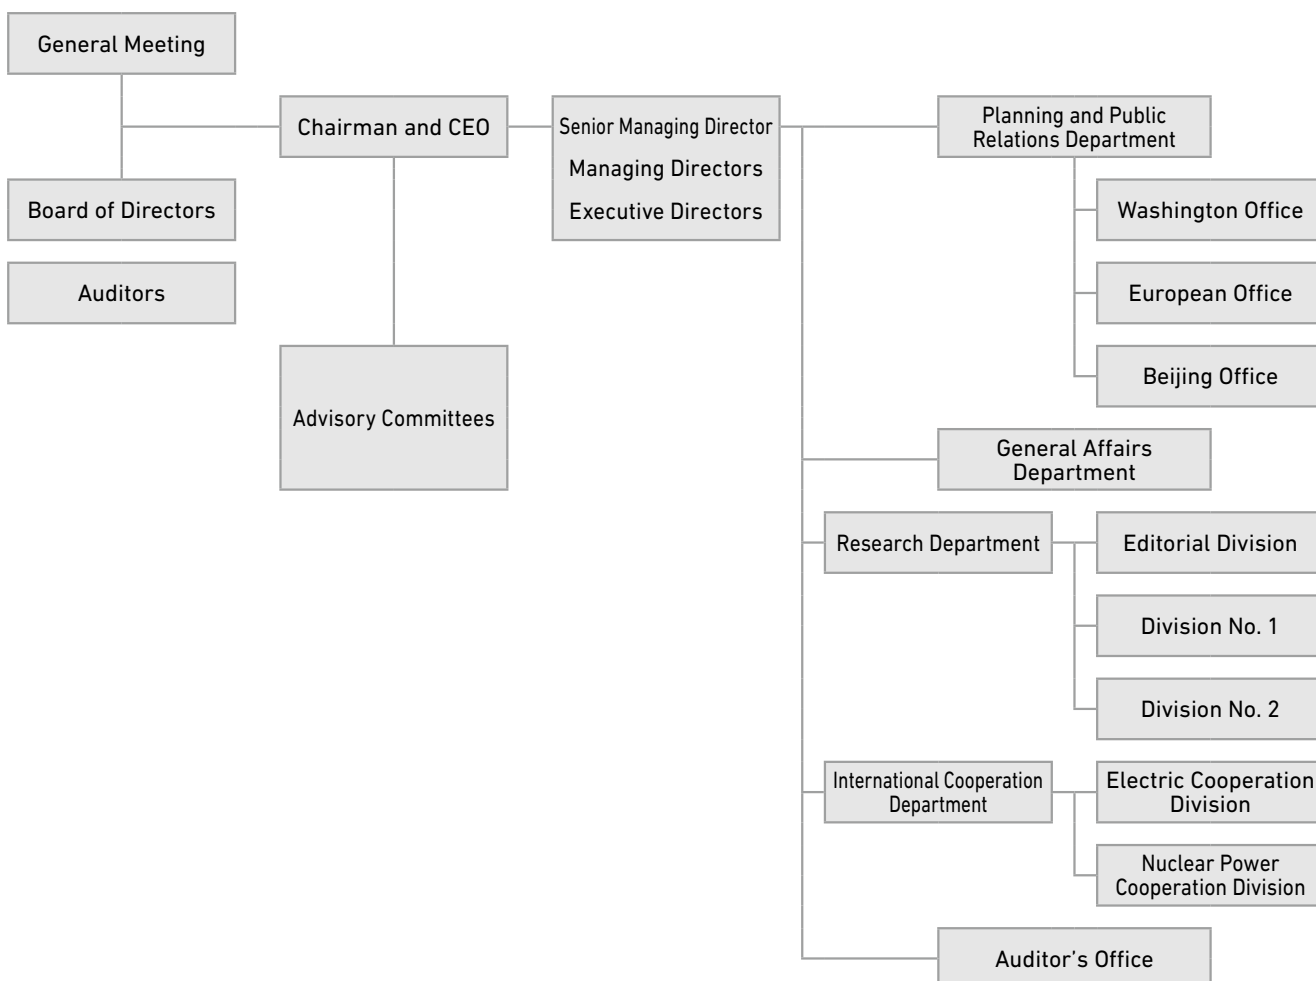 General Meeting
Chairman and CEO
Senior Managing Director
Managing Directors
Executive Directors
Board of Directors
Auditors
Advisory Committees
Planning and Public
Relations Department
Washington Office
European Office
Beijing Office
General Affairs
Department
Research Department
Editorial Division
Division No. 1
Division No. 2
International Cooperation
Department
Electric Cooperation
Division
Nuclear Power
Cooperation Division
Auditor’s Office